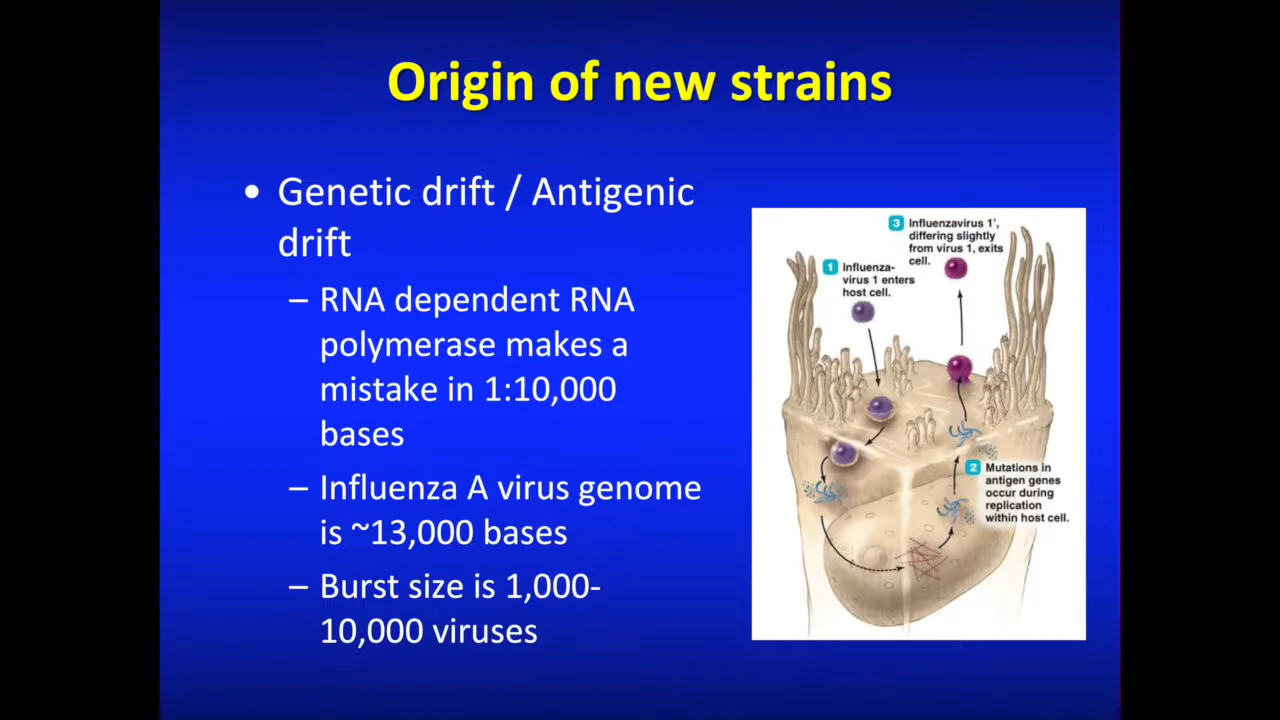 Origin of new strains
• Genetic drift / Antigenic
drift
– RNA dependent RNA
polymerase makes a
mistake in 1:10,000
bases
– Influenza A virus genome
is ~13,000 bases
– Burst size is 1,000-
10,000 viruses
3 Influenzavirus 1’,
differing slightly
from virus 1, exits
cell.
1 Influenza-
virus 1 enters
host cell.
2 Mutations in
antigen genes
occur during
replication
within host cell.